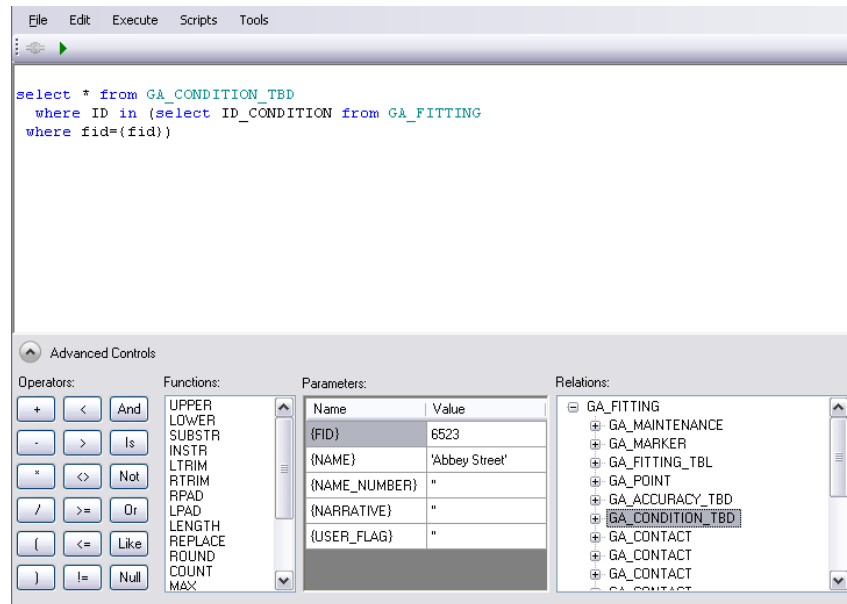 File Edit Execute Scripts Tools
select * from GA_CONDITION_TBD
where ID in (select ID_CONDITION from GA_FITTING
where fid={fid})
Advanced Controls
Operators: Functions: Parameters: Relations:
+ < And
- > Is
* <> Not
/ >= Or
( <= Like
) != Null
UPPER
LOWER
SUBSTR
INSTR
LTRIM
RTRIM
RPAD
LPAD
LENGTH
REPLACE
ROUND
COUNT
MAX
Name Value
{FID} 6523
{NAME} 'Abbey Street'
{NAME_NUMBER} ''
{NARRATIVE} ''
{USER_FLAG} ''
GA_FITTING
GA_MAINTENANCE
GA_MARKER
GA_FITTING_TBL
GA_POINT
GA_ACCURACY_TBD
GA_CONDITION_TBD
GA_CONTACT
GA_CONTACT
GA_CONTACT